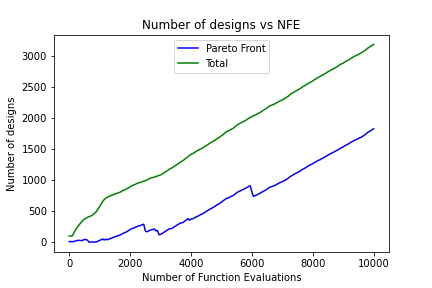 Number of designs vs NFE
Pareto Front
Total
Number of designs
3000
2500
2000
1500
1000
500
0
0 2000 4000 6000 8000 10000
Number of Function Evaluations